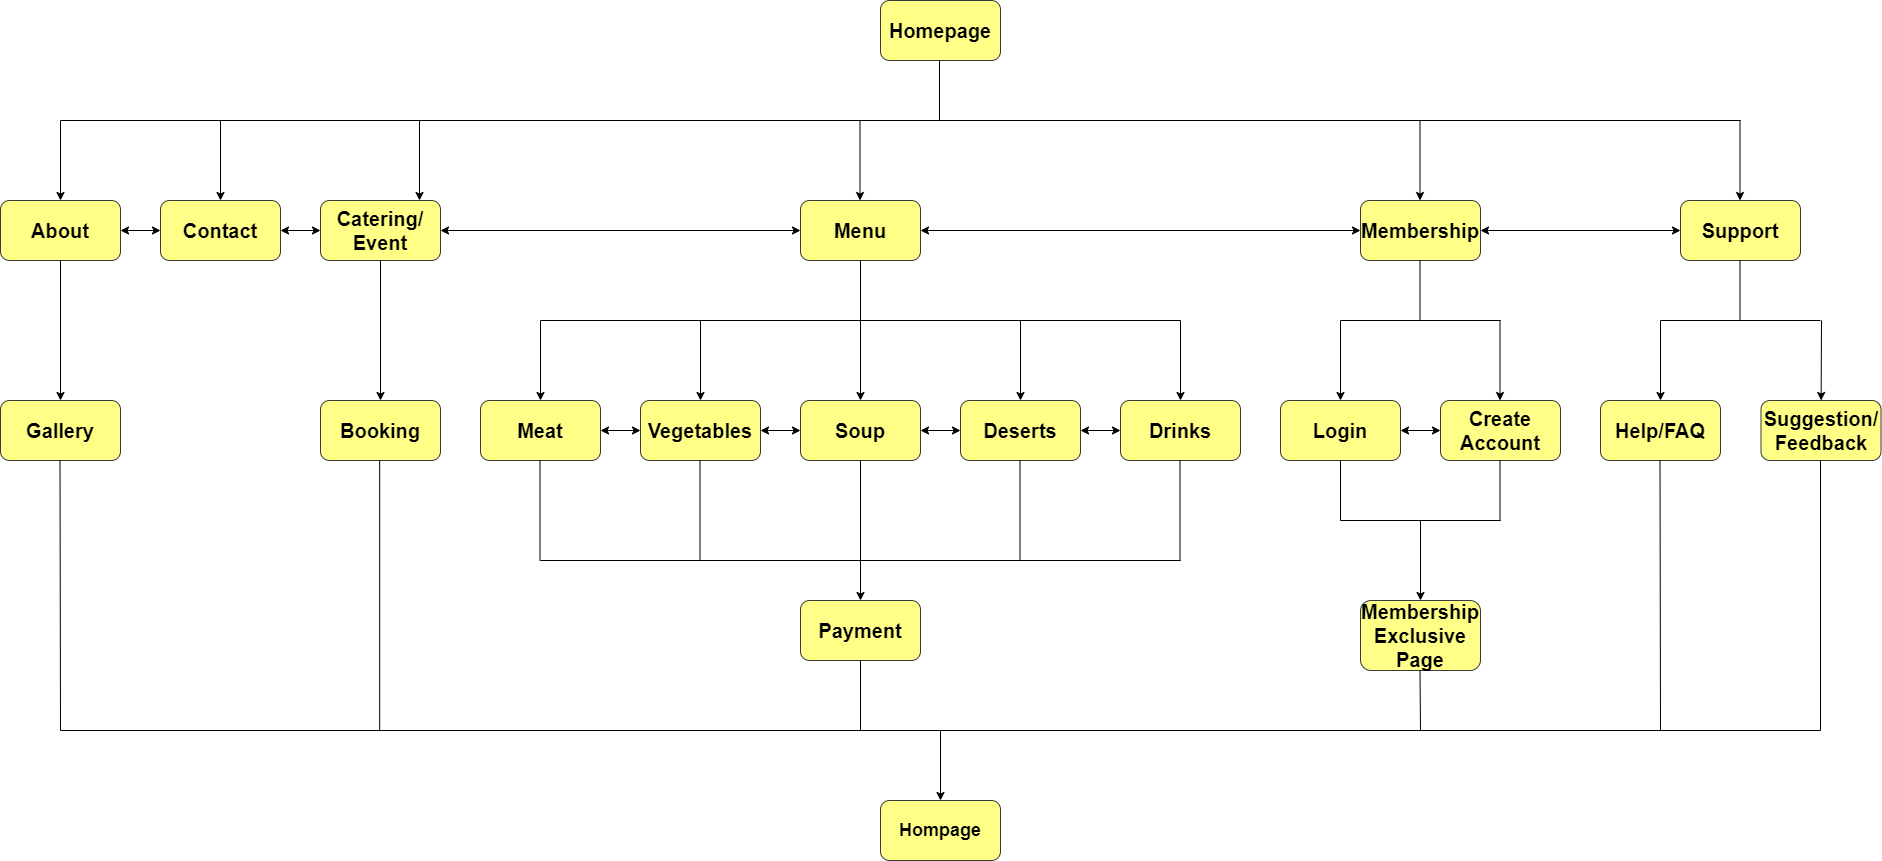 Homepage
About
Contact
Catering/
Event
Menu
Membership
Support
Gallery
Booking
Meat
Vegetables
Soup
Deserts
Drinks
Login
Create
Account
Help/FAQ
Suggestion/
Feedback
Payment
Membership
Exclusive
Page
Hompage